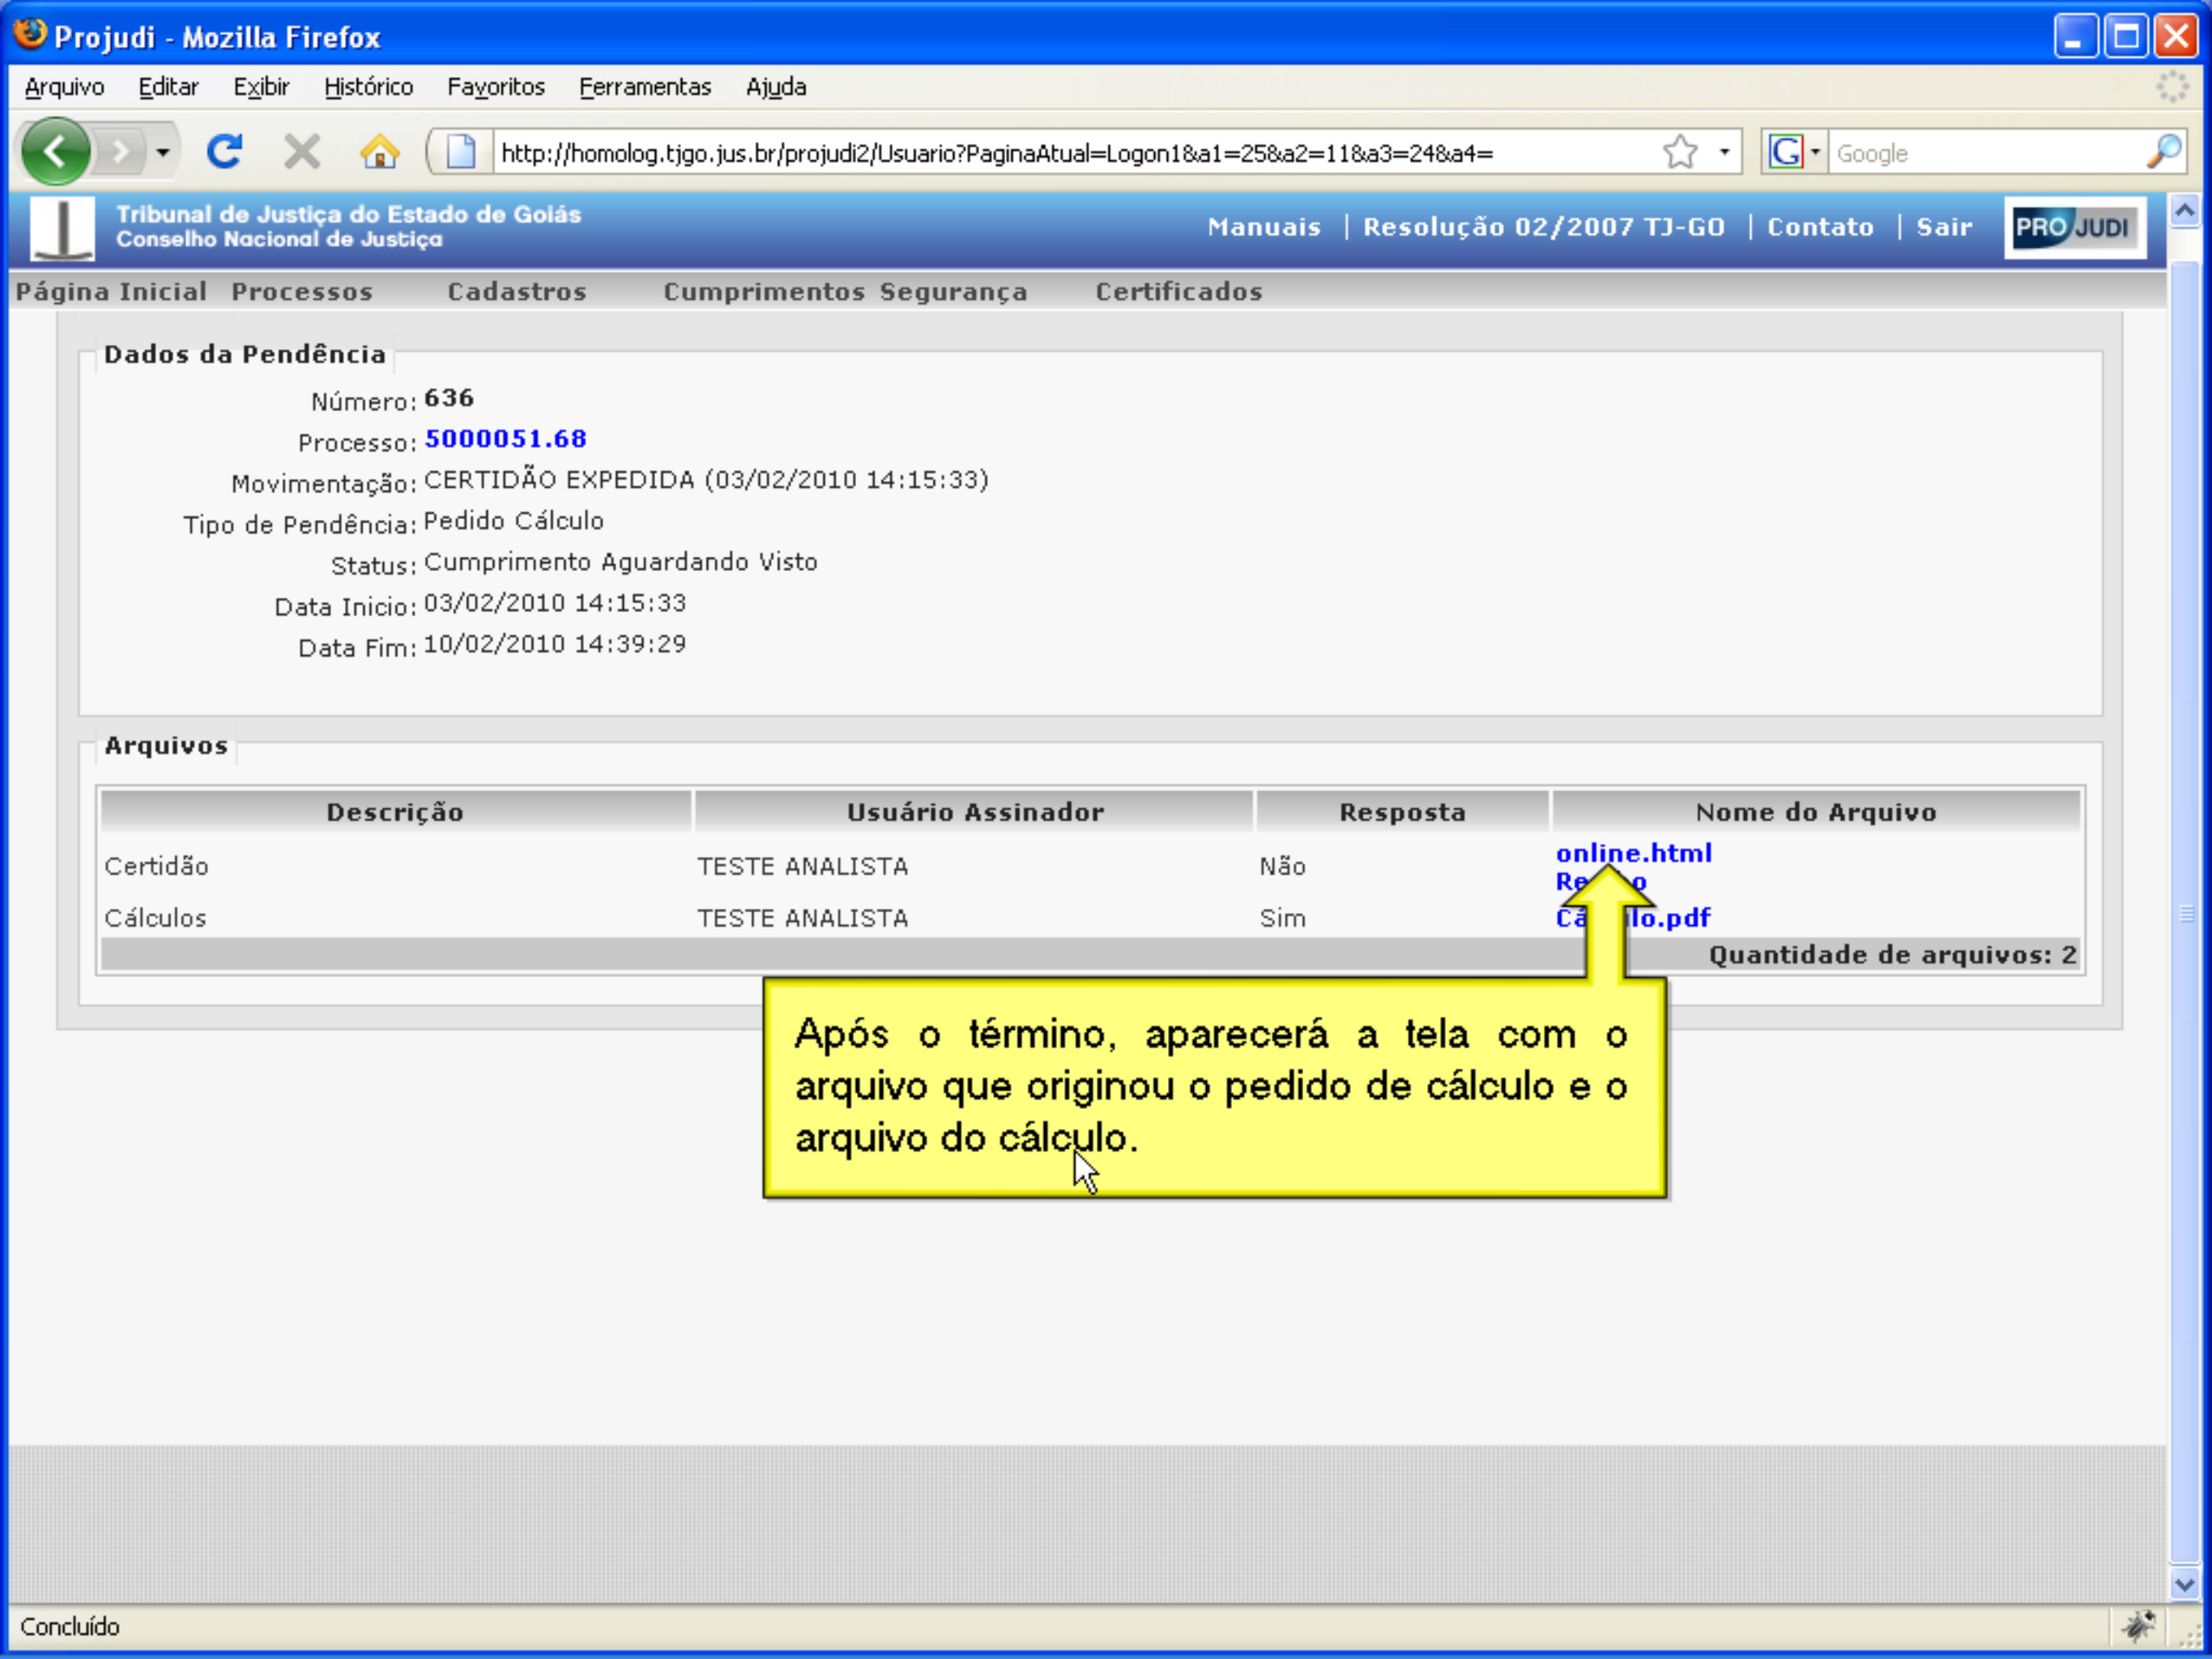 Projudi - Mozilla Firefox
Arquivo Editar Exibir Histórico Favoritos Ferramentas Ajuda
http://homolog.tjgo.jus.br/projudi2/Usuario?PaginaAtual=Logon1&a1=25&a2=11&a3=24&a4=
Google
Tribunal de Justiça do Estado de Goiás
Conselho Nacional de Justiça
Manuais | Resolução 02/2007 TJ-GO | Contato | Sair
PROJUDI
Página Inicial Processos Cadastros Cumprimentos Segurança Certificados
Dados da Pendência
Número: 636
Processo: 5000051.68
Movimentação: CERTIDÃO EXPEDIDA (03/02/2010 14:15:33)
Tipo de Pendência: Pedido Cálculo
Status: Cumprimento Aguardando Visto
Data Inicio: 03/02/2010 14:15:33
Data Fim: 10/02/2010 14:39:29
Arquivos
Descrição Usuário Assinador Resposta Nome do Arquivo
Certidão TESTE ANALISTA Não online.html
Cálculos TESTE ANALISTA Sim
Quantidade de arquivos: 2
Após o término, aparecerá a tela com o
arquivo que originou o pedido de cálculo e o
arquivo do cálculo.
Concluído